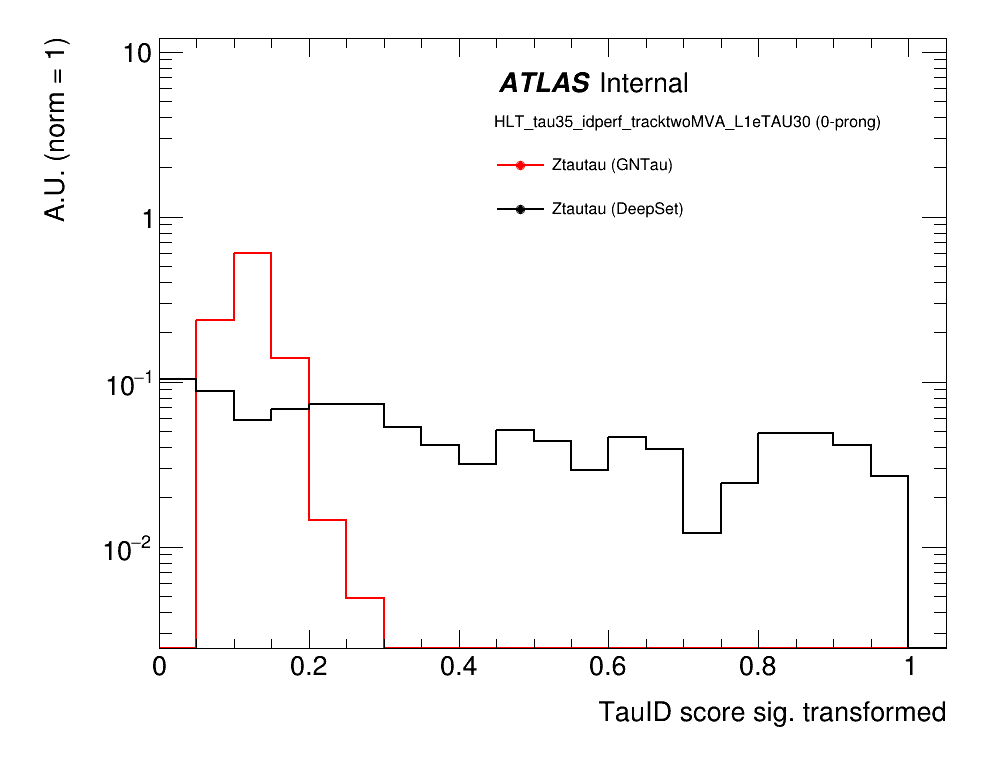 A.U. (norm = 1)
10
1
10⁻¹
10⁻²
ATLAS Internal
HLT_tau35_idperf_tracktwoMVA_L1eTAU30 (0-prong)
Ztautau (GNTau)
Ztautau (DeepSet)
0 0.2 0.4 0.6 0.8 1
TauID score sig. transformed